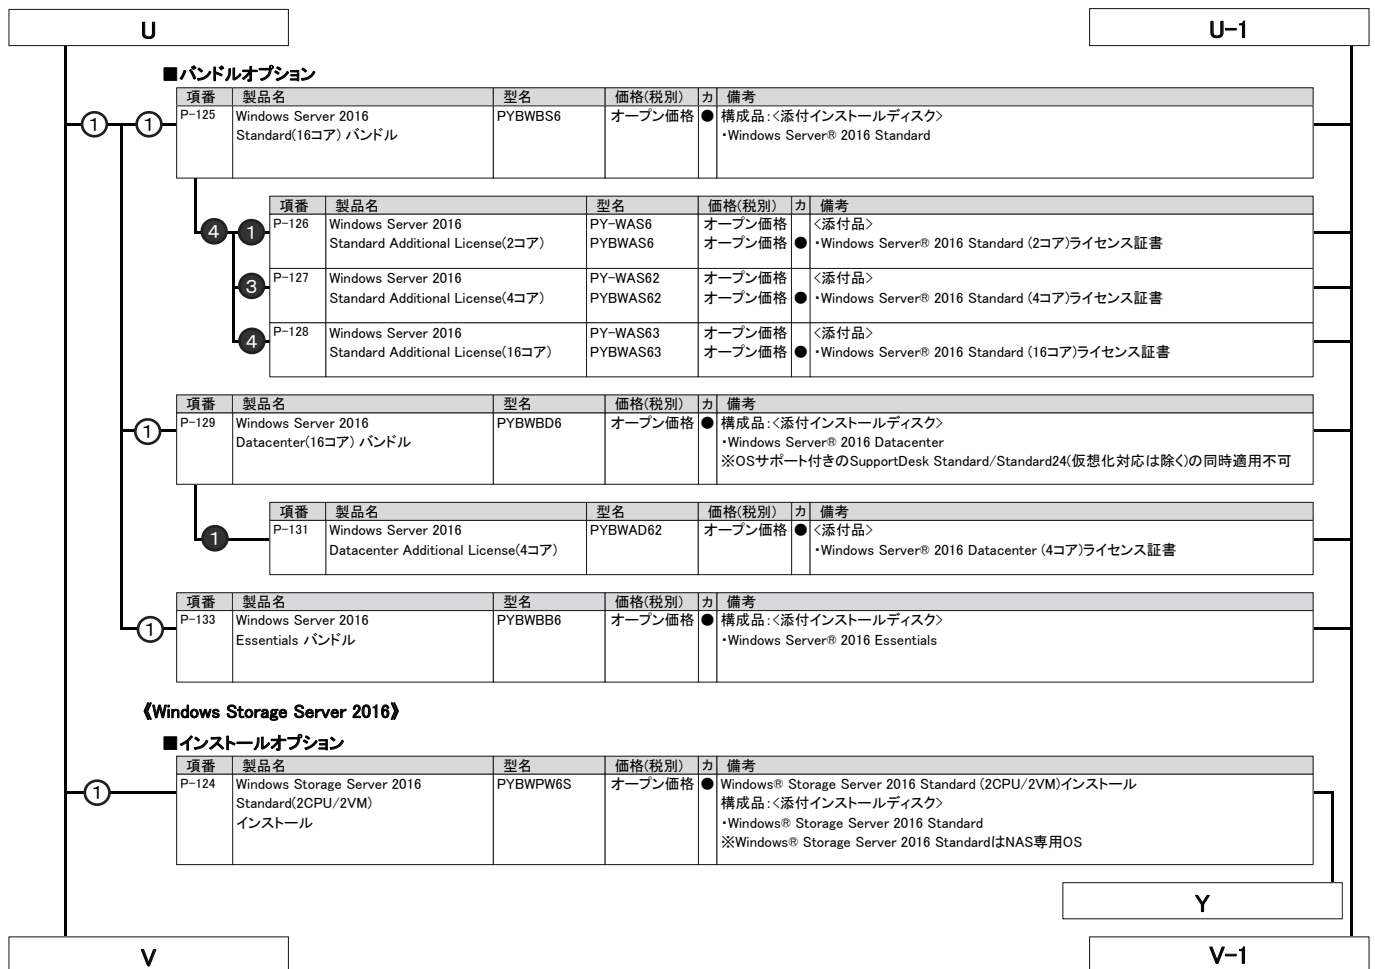 U
U-1
■バンドルオプション
項番 製品名 型名 価格(税別) カ 備考
① ① P-125 Windows Server 2016 PYBWBS6 オープン価格 ● 構成品:<添付インストールディスク>
Standard(16コア) バンドル ・Windows Server® 2016 Standard
項番 製品名 型名 価格(税別) カ 備考
4 1 P-126 Windows Server 2016 PY-WAS6 オープン価格 <添付品>
Standard Additional License(2コア) PYBWAS6 オープン価格 ● ・Windows Server® 2016 Standard (2コア)ライセンス証書
3 P-127 Windows Server 2016 PY-WAS62 オープン価格 <添付品>
Standard Additional License(4コア) PYBWAS62 オープン価格 ● ・Windows Server® 2016 Standard (4コア)ライセンス証書
4 P-128 Windows Server 2016 PY-WAS63 オープン価格 <添付品>
Standard Additional License(16コア) PYBWAS63 オープン価格 ● ・Windows Server® 2016 Standard (16コア)ライセンス証書
項番 製品名 型名 価格(税別) カ 備考
① P-129 Windows Server 2016 PYBWBD6 オープン価格 ● 構成品:<添付インストールディスク>
Datacenter(16コア) バンドル ・Windows Server® 2016 Datacenter
※OSサポート付きのSupportDesk Standard/Standard24(仮想化対応は除く)の同時適用不可
項番 製品名 型名 価格(税別) カ 備考
1 P-131 Windows Server 2016 PYBWAD62 オープン価格 ● <添付品>
Datacenter Additional License(4コア) ・Windows Server® 2016 Datacenter (4コア)ライセンス証書
項番 製品名 型名 価格(税別) カ 備考
① P-133 Windows Server 2016 PYBWBB6 オープン価格 ● 構成品:<添付インストールディスク>
Essentials バンドル ・Windows Server® 2016 Essentials
《Windows Storage Server 2016》
■インストールオプション
項番 製品名 型名 価格(税別) カ 備考
① P-124 Windows Storage Server 2016 PYBWPW6S オープン価格 ● Windows® Storage Server 2016 Standard (2CPU/2VM)インストール
Standard(2CPU/2VM) 構成品:<添付インストールディスク>
インストール ・Windows® Storage Server 2016 Standard
※Windows® Storage Server 2016 StandardはNAS専用OS
Y
V
V-1